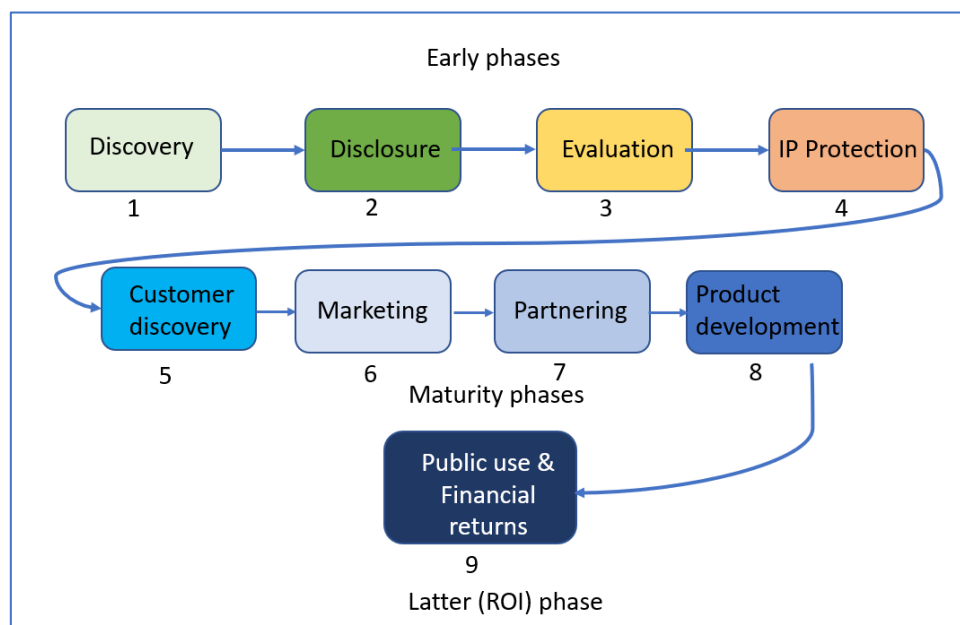 Early phases
Discovery
Disclosure
Evaluation
IP Protection
1
2
3
4
Customer
discovery
Marketing
Partnering
Product
development
5
6
7
8
Maturity phases
Public use &
Financial
returns
9
Latter (ROI) phase